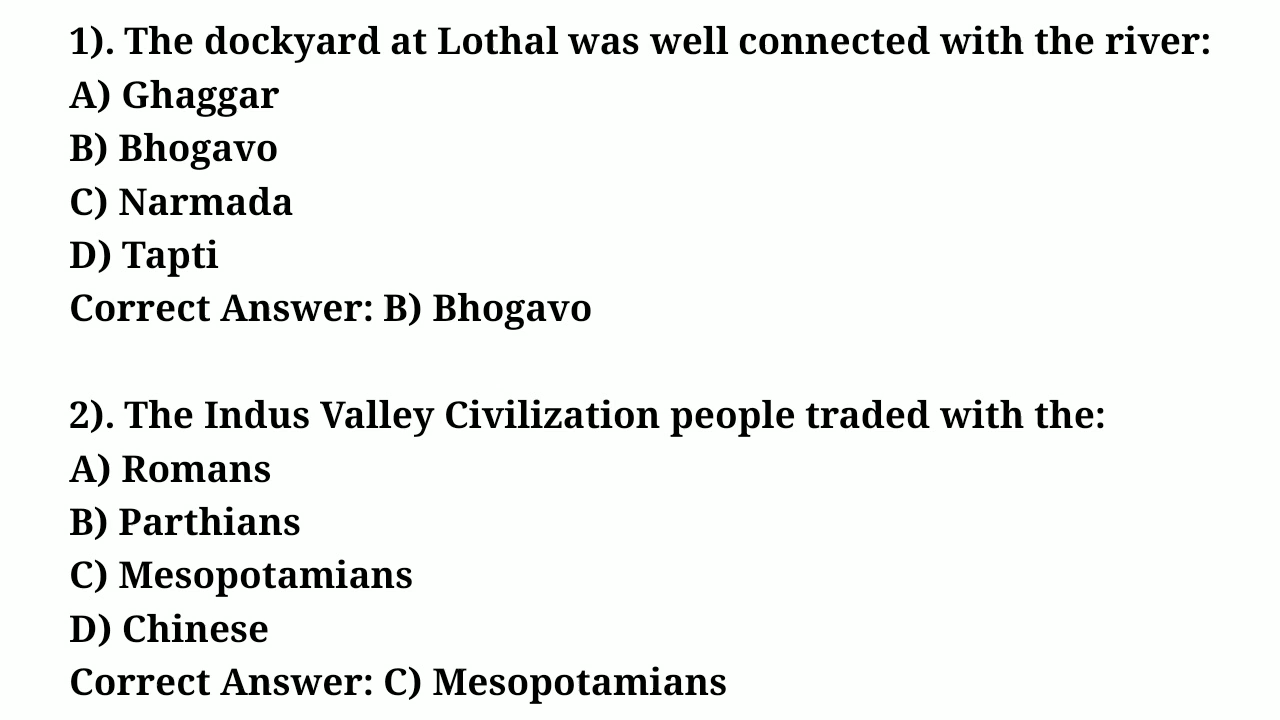 1). The dockyard at Lothal was well connected with the river:
A) Ghaggar
B) Bhogavo
C) Narmada
D) Tapti
Correct Answer: B) Bhogavo
2). The Indus Valley Civilization people traded with the:
A) Romans
B) Parthians
C) Mesopotamians
D) Chinese
Correct Answer: C) Mesopotamians